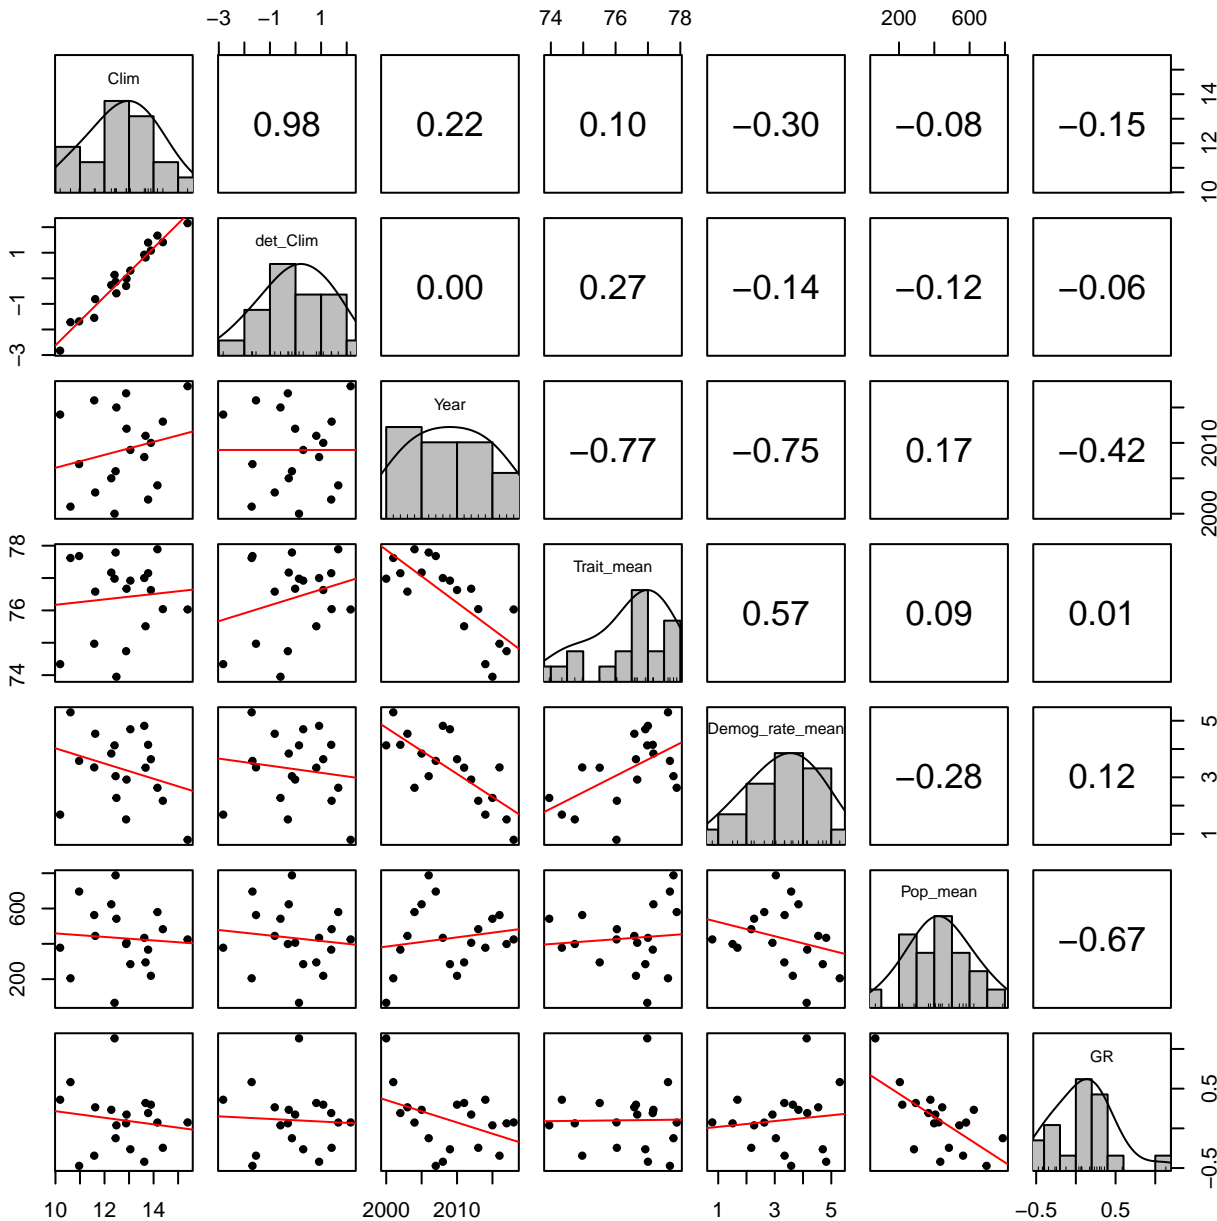 −3 −1 1 74 76 78 200 600
Clim
0.98 0.22 0.10 −0.30 −0.08 −0.15
10 12 14
−3 −1 1
det_Clim
0.00 0.27 −0.14 −0.12 −0.06
Year
−0.77 −0.75 0.17 −0.42
2000 2010
74 76 78
Trait_mean
0.57 0.09 0.01
Demog_rate_mean
−0.28 0.12
1 3 5
200 600
Pop_mean
−0.67
GR
−0.5 0.5
10 12 14 2000 2010 1 3 5 −0.5 0.5